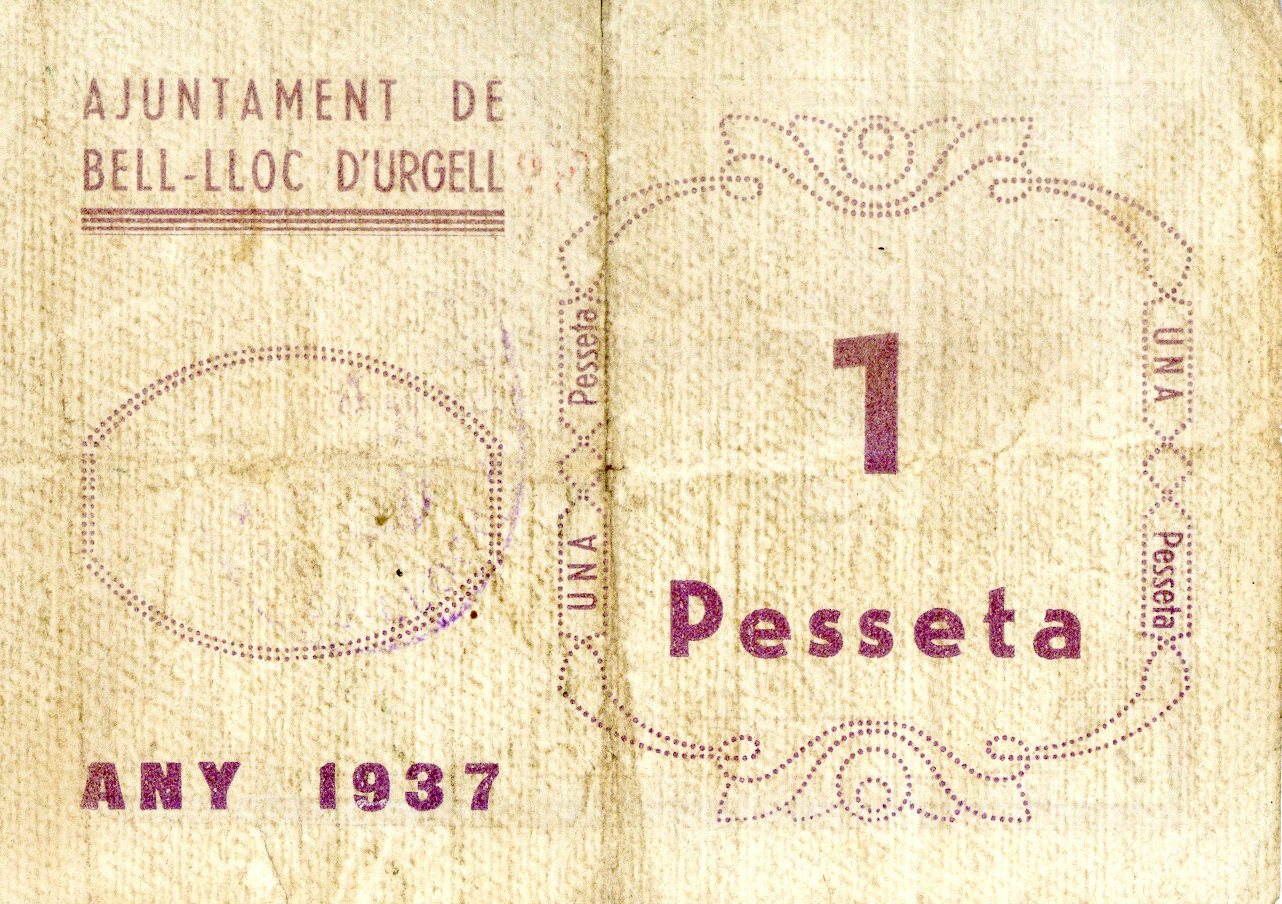 AJUNTAMENT DE
BELL-LLOC D'URGELL
ANY 1937
UNA Pesseta
1
Pesseta
UNA Pesseta